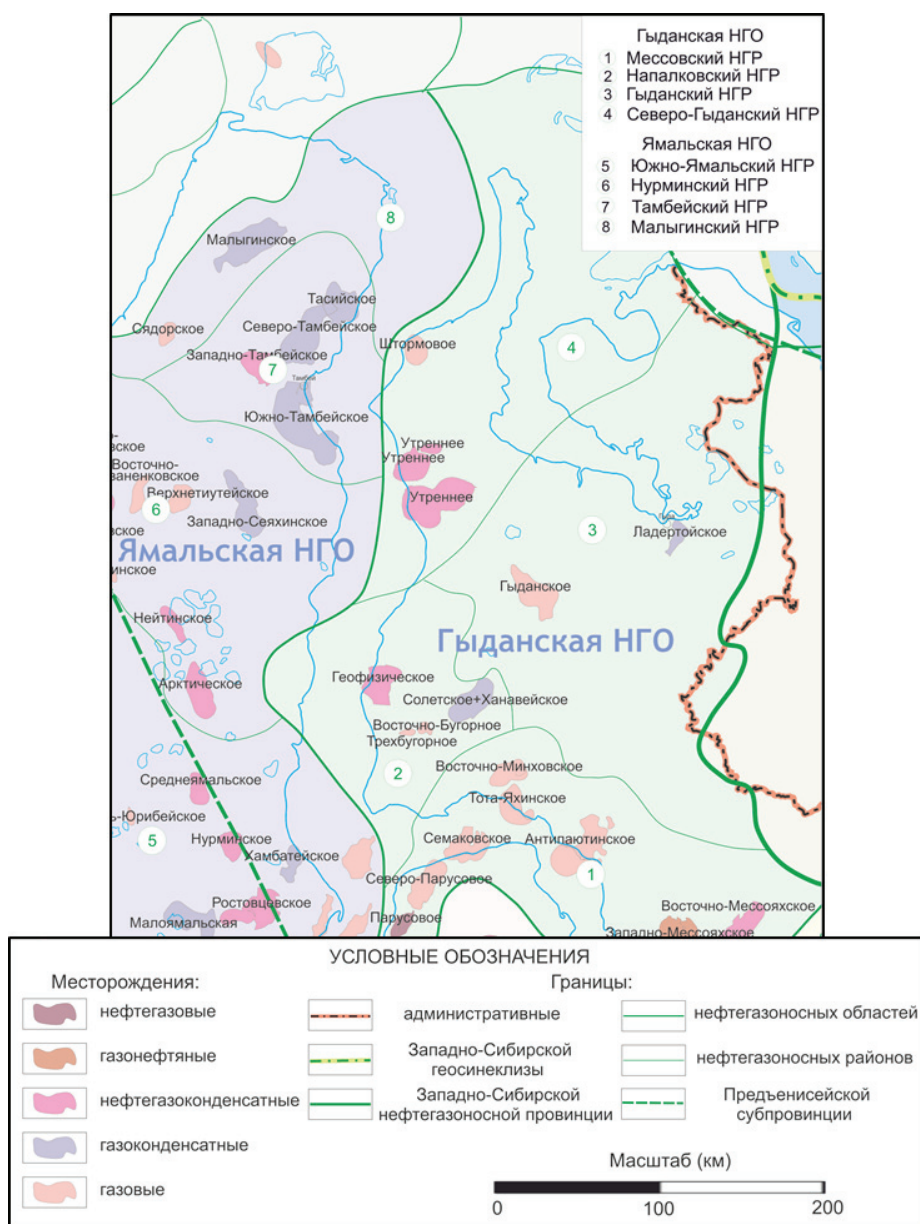 Гыданская НГО
1 Мессовский НГР
2 Напалковский НГР
3 Гыданский НГР
4 Северо-Гыданский НГР
Ямальская НГО
5 Южно-Ямальский НГР
6 Нурминский НГР
7 Тамбейский НГР
8 Малыгинский НГР
8
Малыгинское
Тасийское
Сядорское
Северо-Тамбейское
Штормовое
4
Западно-Тамбейское
7
Тамбей
Южно-Тамбейское
Утреннее
Утреннее
вское
Восточно-
ваненковское
Верхнетиутейское
Утреннее
6
вское
Западно-Сеяхинское
3
Ладертойское
Ямальская НГО
инское
Гыданское
Нейтинское
Гыданская НГО
Арктическое
Геофизическое
Солетское+Ханавейское
Восточно-Бугорное
Трехбугорное
2
Восточно-Минховское
Среднеямальское
Тота-Яхинское
ь-Юрибейское
5
Нурминское
Семаковское
Антипаютинское
Хамбатейское
Северо-Парусовое
1
Ростовцевское
Малоямальская
Парусовое
Восточно-Мессояхское
Западно-Мессояхское
УСЛОВНЫЕ ОБОЗНАЧЕНИЯ
Месторождения:
нефтегазовые
газонефтяные
нефтегазоконденсатные
газоконденсатные
газовые
Границы:
административные
Западно-Сибирской
геосинеклизы
Западно-Сибирской
нефтегазоносной провинции
нефтегазоносных областей
нефтегазоносных районов
Предъенисейской
субпровинции
Масштаб (км)
0 100 200